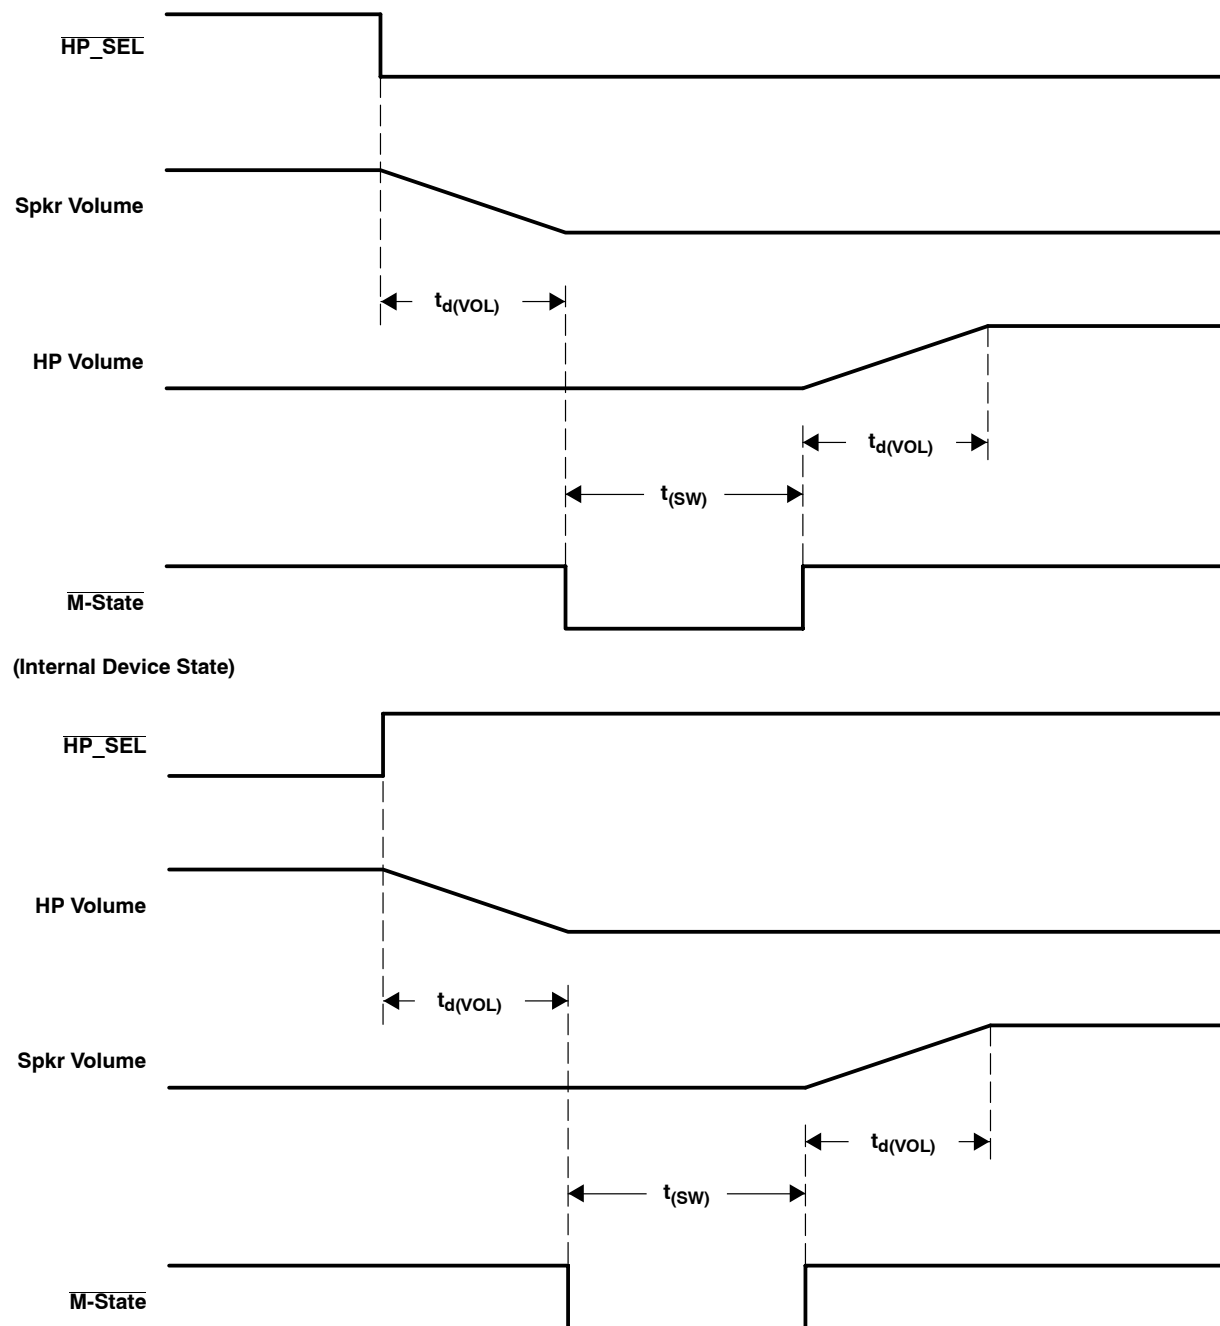 HP_SEL
Spkr Volume
td(VOL)
HP Volume
td(VOL)
t(SW)
M-State
(Internal Device State)
HP_SEL
HP Volume
td(VOL)
Spkr Volume
td(VOL)
t(SW)
M-State